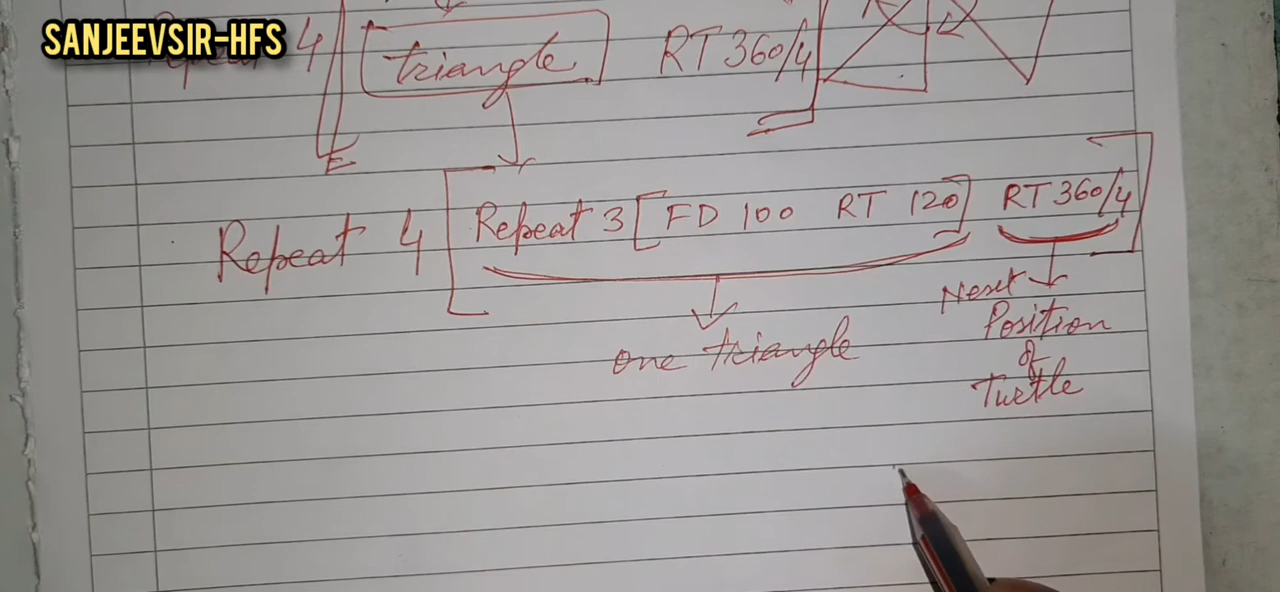 SANJEEVSIR-HFS
Repeat 4 [triangle] RT 360/4
Repeat 4 [Repeat 3 [FD 100 RT 120] RT 360/4]
one triangle
Next
Position
of
Turtle